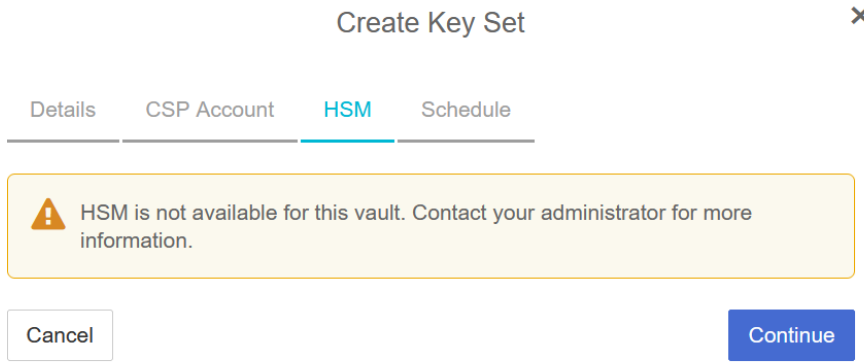 Create Key Set
Details CSP Account HSM Schedule
HSM is not available for this vault. Contact your administrator for more
information.
Cancel Continue